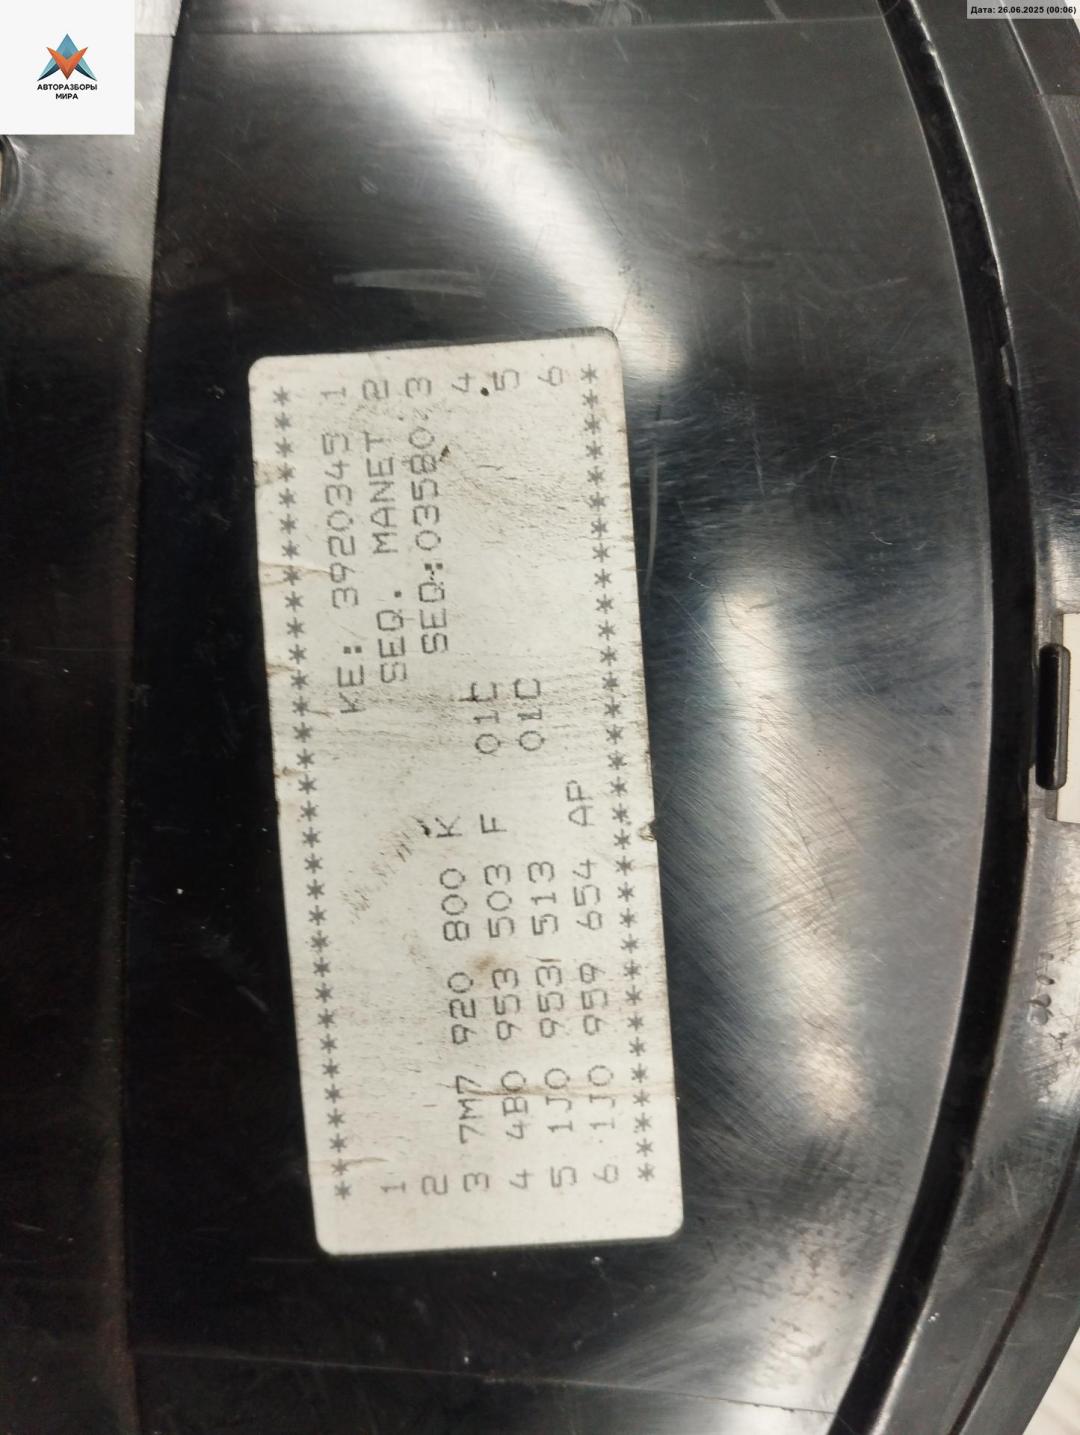 Дата: 26.06.2025 (00:06)
АВТОРАЗБОРЫ
МИРА
****************************************
1 KE: 3920345 1
2 SEQ. MANET 2
3 7M7 920 800 K SEQ.:03580. 3
4 4B0 953 503 F 01C 4
5 1J0 953 513 01C 5
6 1J0 959 654 AP 6
****************************************